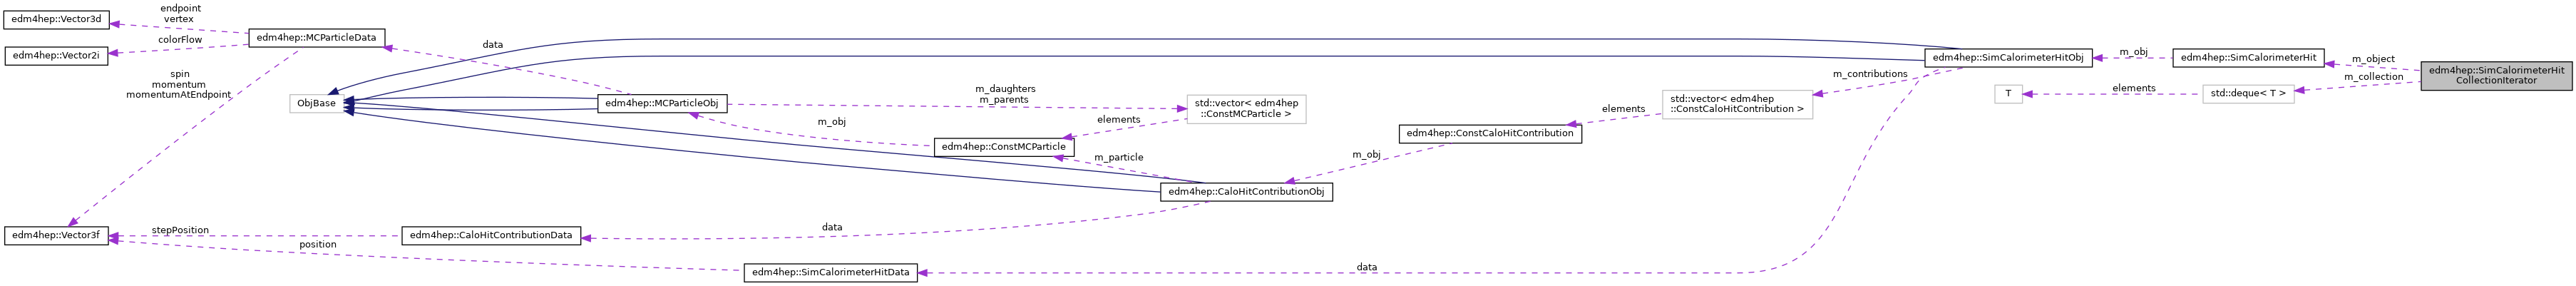 edm4hep::Vector3d
endpoint
vertex
edm4hep::MCParticleData
colorFlow
edm4hep::Vector2i
data
spin
momentum
momentumAtEndpoint
ObjBase
edm4hep::MCParticleObj
m_daughters
m_parents
std::vector< edm4hep
::ConstMCParticle >
elements
m_obj
edm4hep::ConstMCParticle
m_particle
edm4hep::CaloHitContributionObj
m_obj
edm4hep::ConstCaloHitContribution
elements
std::vector< edm4hep
::ConstCaloHitContribution >
m_contributions
edm4hep::SimCalorimeterHitObj
m_obj
edm4hep::SimCalorimeterHit
m_object
m_collection
edm4hep::SimCalorimeterHit
CollectionIterator
T
elements
std::deque< T >
edm4hep::Vector3f
stepPosition
edm4hep::CaloHitContributionData
data
position
edm4hep::SimCalorimeterHitData
data